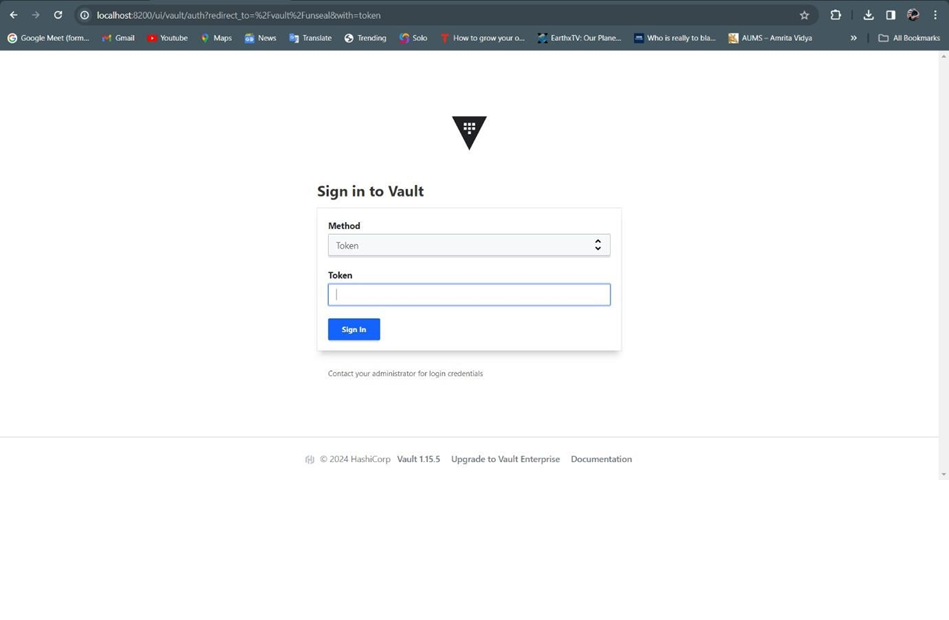 localhost:8200/ui/vault/auth?redirect_to=%2Fvault%2Funseal&with=token
Google Meet (form... Gmail Youtube Maps News Translate Trending Solo How to grow your o... EarthxTV: Our Plane... Who is really to bla... AUMS – Amrita Vidya » All Bookmarks
Sign in to Vault
Method
Token
Token
Sign In
Contact your administrator for login credentials
© 2024 HashiCorp Vault 1.15.5 Upgrade to Vault Enterprise Documentation